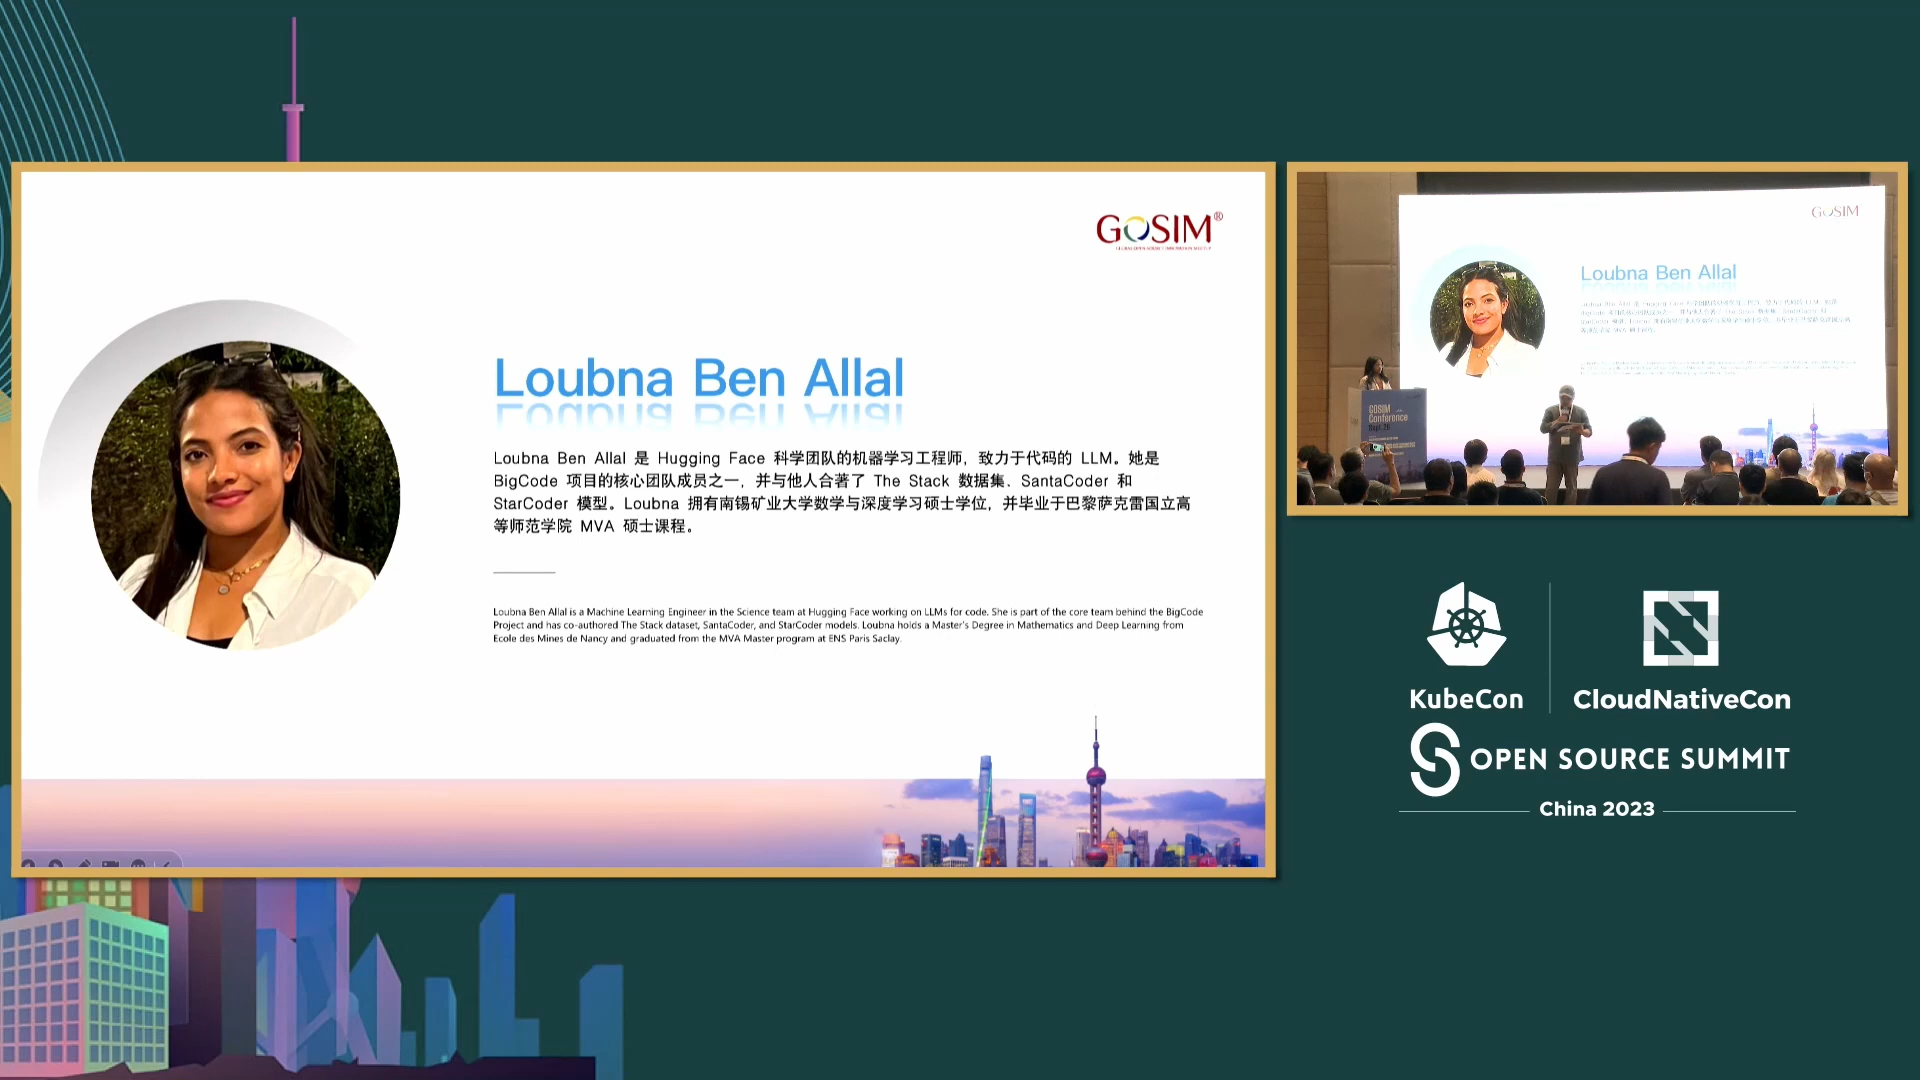 GOSIM®
Loubna Ben Allal
Loubna Ben Allal 是 Hugging Face 科学团队的机器学习工程师，致力于代码的 LLM。她是
BigCode 项目的核心团队成员之一，并与他人合著了 The Stack 数据集、SantaCoder 和
StarCoder 模型。Loubna 拥有南锡矿业大学数学与深度学习硕士学位，并毕业于巴黎萨克雷国立高
等师范学院 MVA 硕士课程。
Loubna Ben Allal is a Machine Learning Engineer in the Science team at Hugging Face working on LLMs for code. She is part of the core team behind the BigCode
Project and has co-authored The Stack dataset, SantaCoder, and StarCoder models. Loubna holds a Master's Degree in Mathematics and Deep Learning from
Ecole des Mines de Nancy and graduated from the MVA Master program at ENS Paris Saclay.
GOSIM
Loubna Ben Allal
GOSIM
Conference
KubeCon
CloudNativeCon
OPEN SOURCE SUMMIT
China 2023